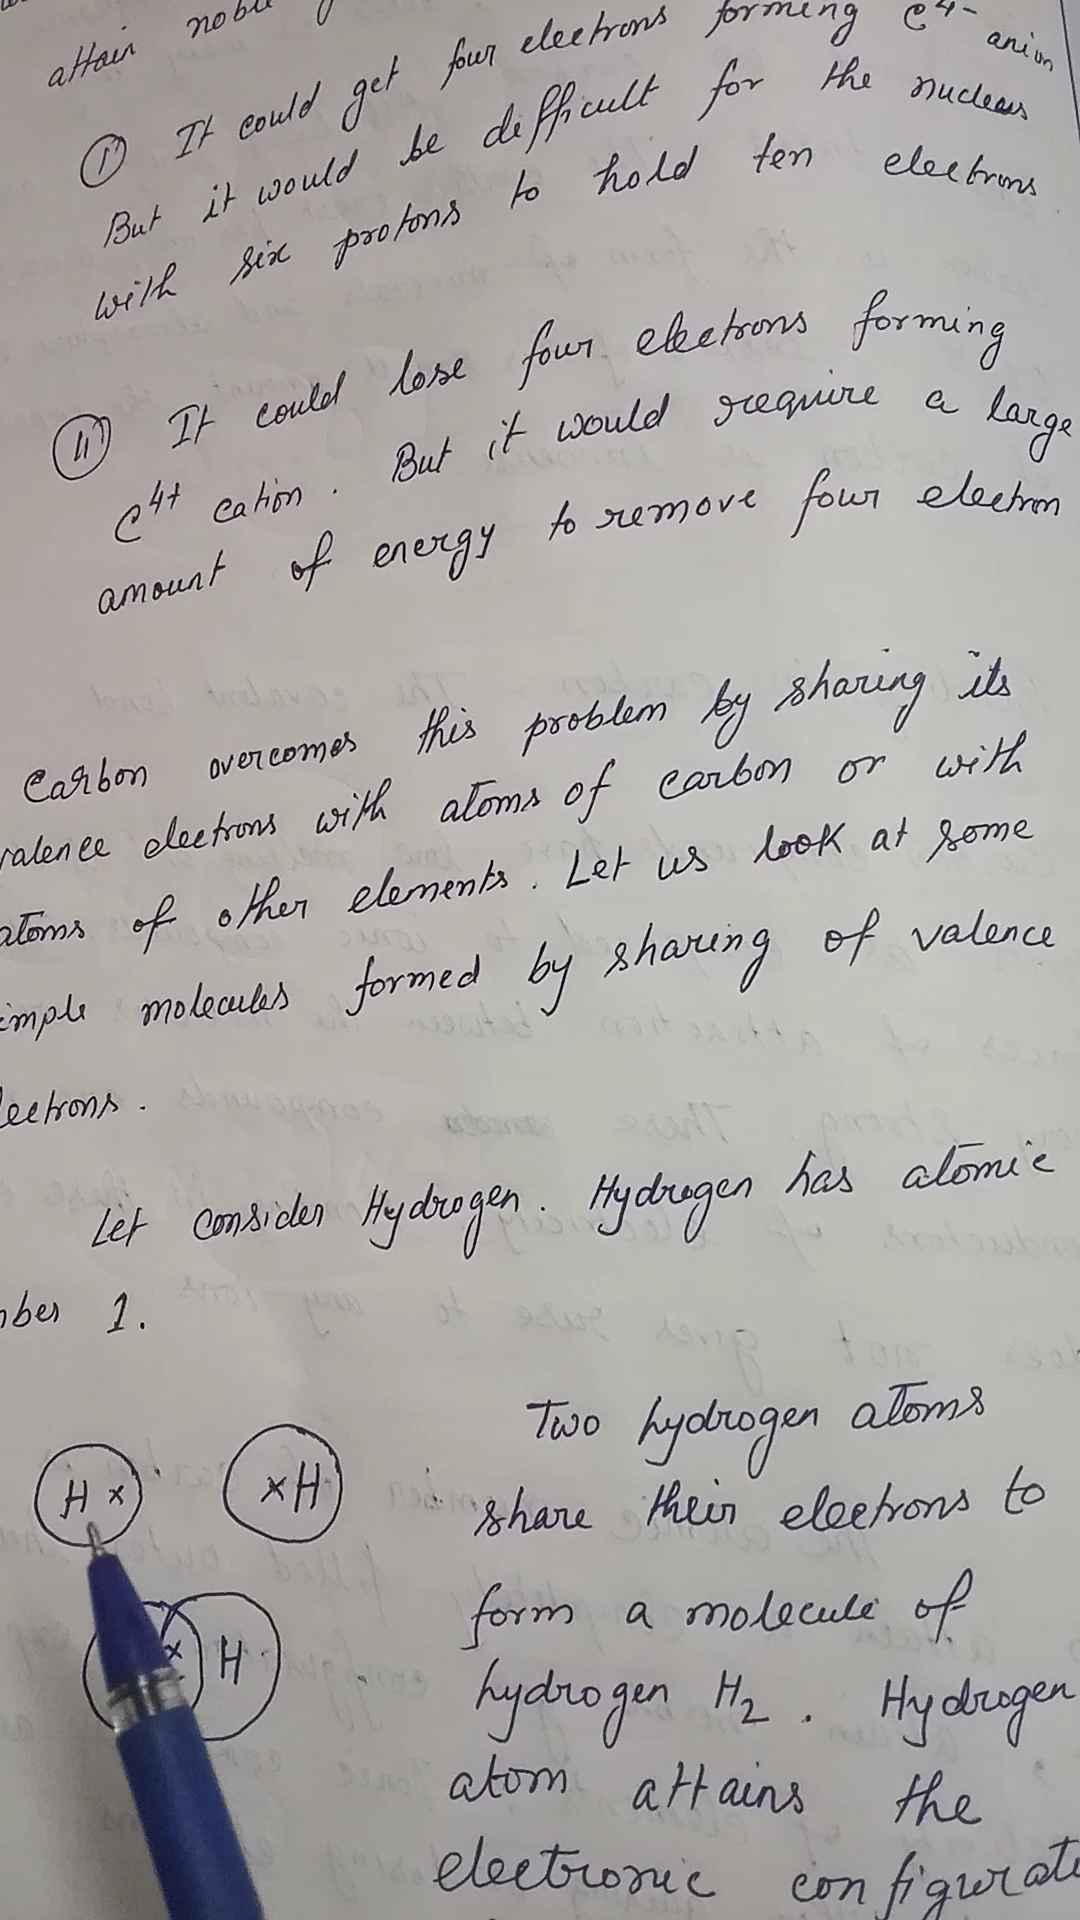 attain noble
① It could get four electrons forming C4- anion
But it would be difficult for the nucleus
with six protons to hold ten electrons
② It could lose four electrons forming
C4+ cation. But it would require a large
amount of energy to remove four electron
Carbon overcomes this problem by sharing its
valence electrons with atoms of carbon or with
atoms of other elements. Let us look at some
imple molecules formed by sharing of valence
lectrons.
Let consider Hydrogen. Hydrogen has atomic
mber 1.
H x
x H
x H
Two hydrogen atoms
share their electrons to
form a molecule of
hydrogen H2. Hydrogen
atom attains the
electronic configurati